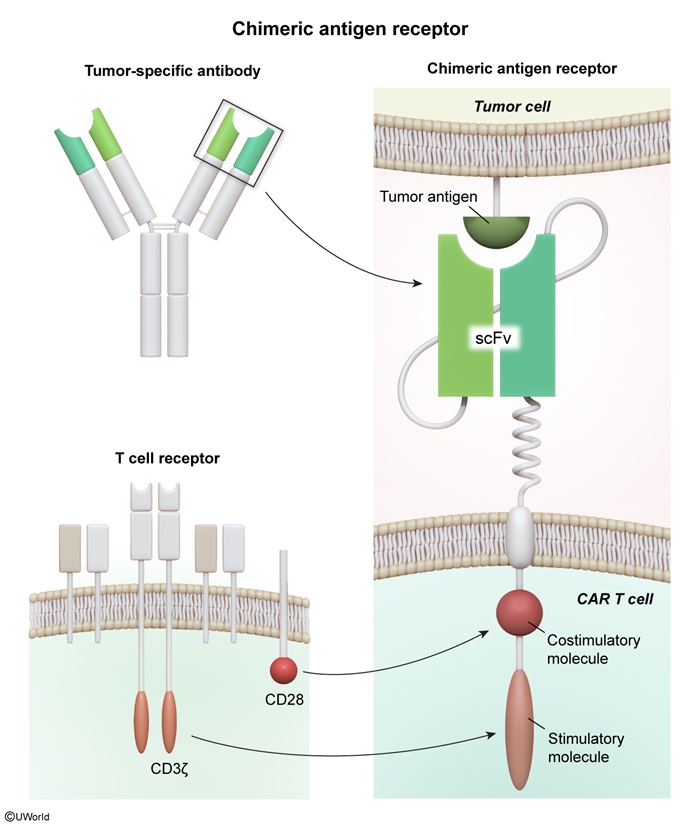 Chimeric antigen receptor
Tumor-specific antibody
Chimeric antigen receptor
Tumor cell
Tumor antigen
scFv
T cell receptor
CAR T cell
Costimulatory
molecule
CD28
Stimulatory
molecule
CD3ζ
©UWorld